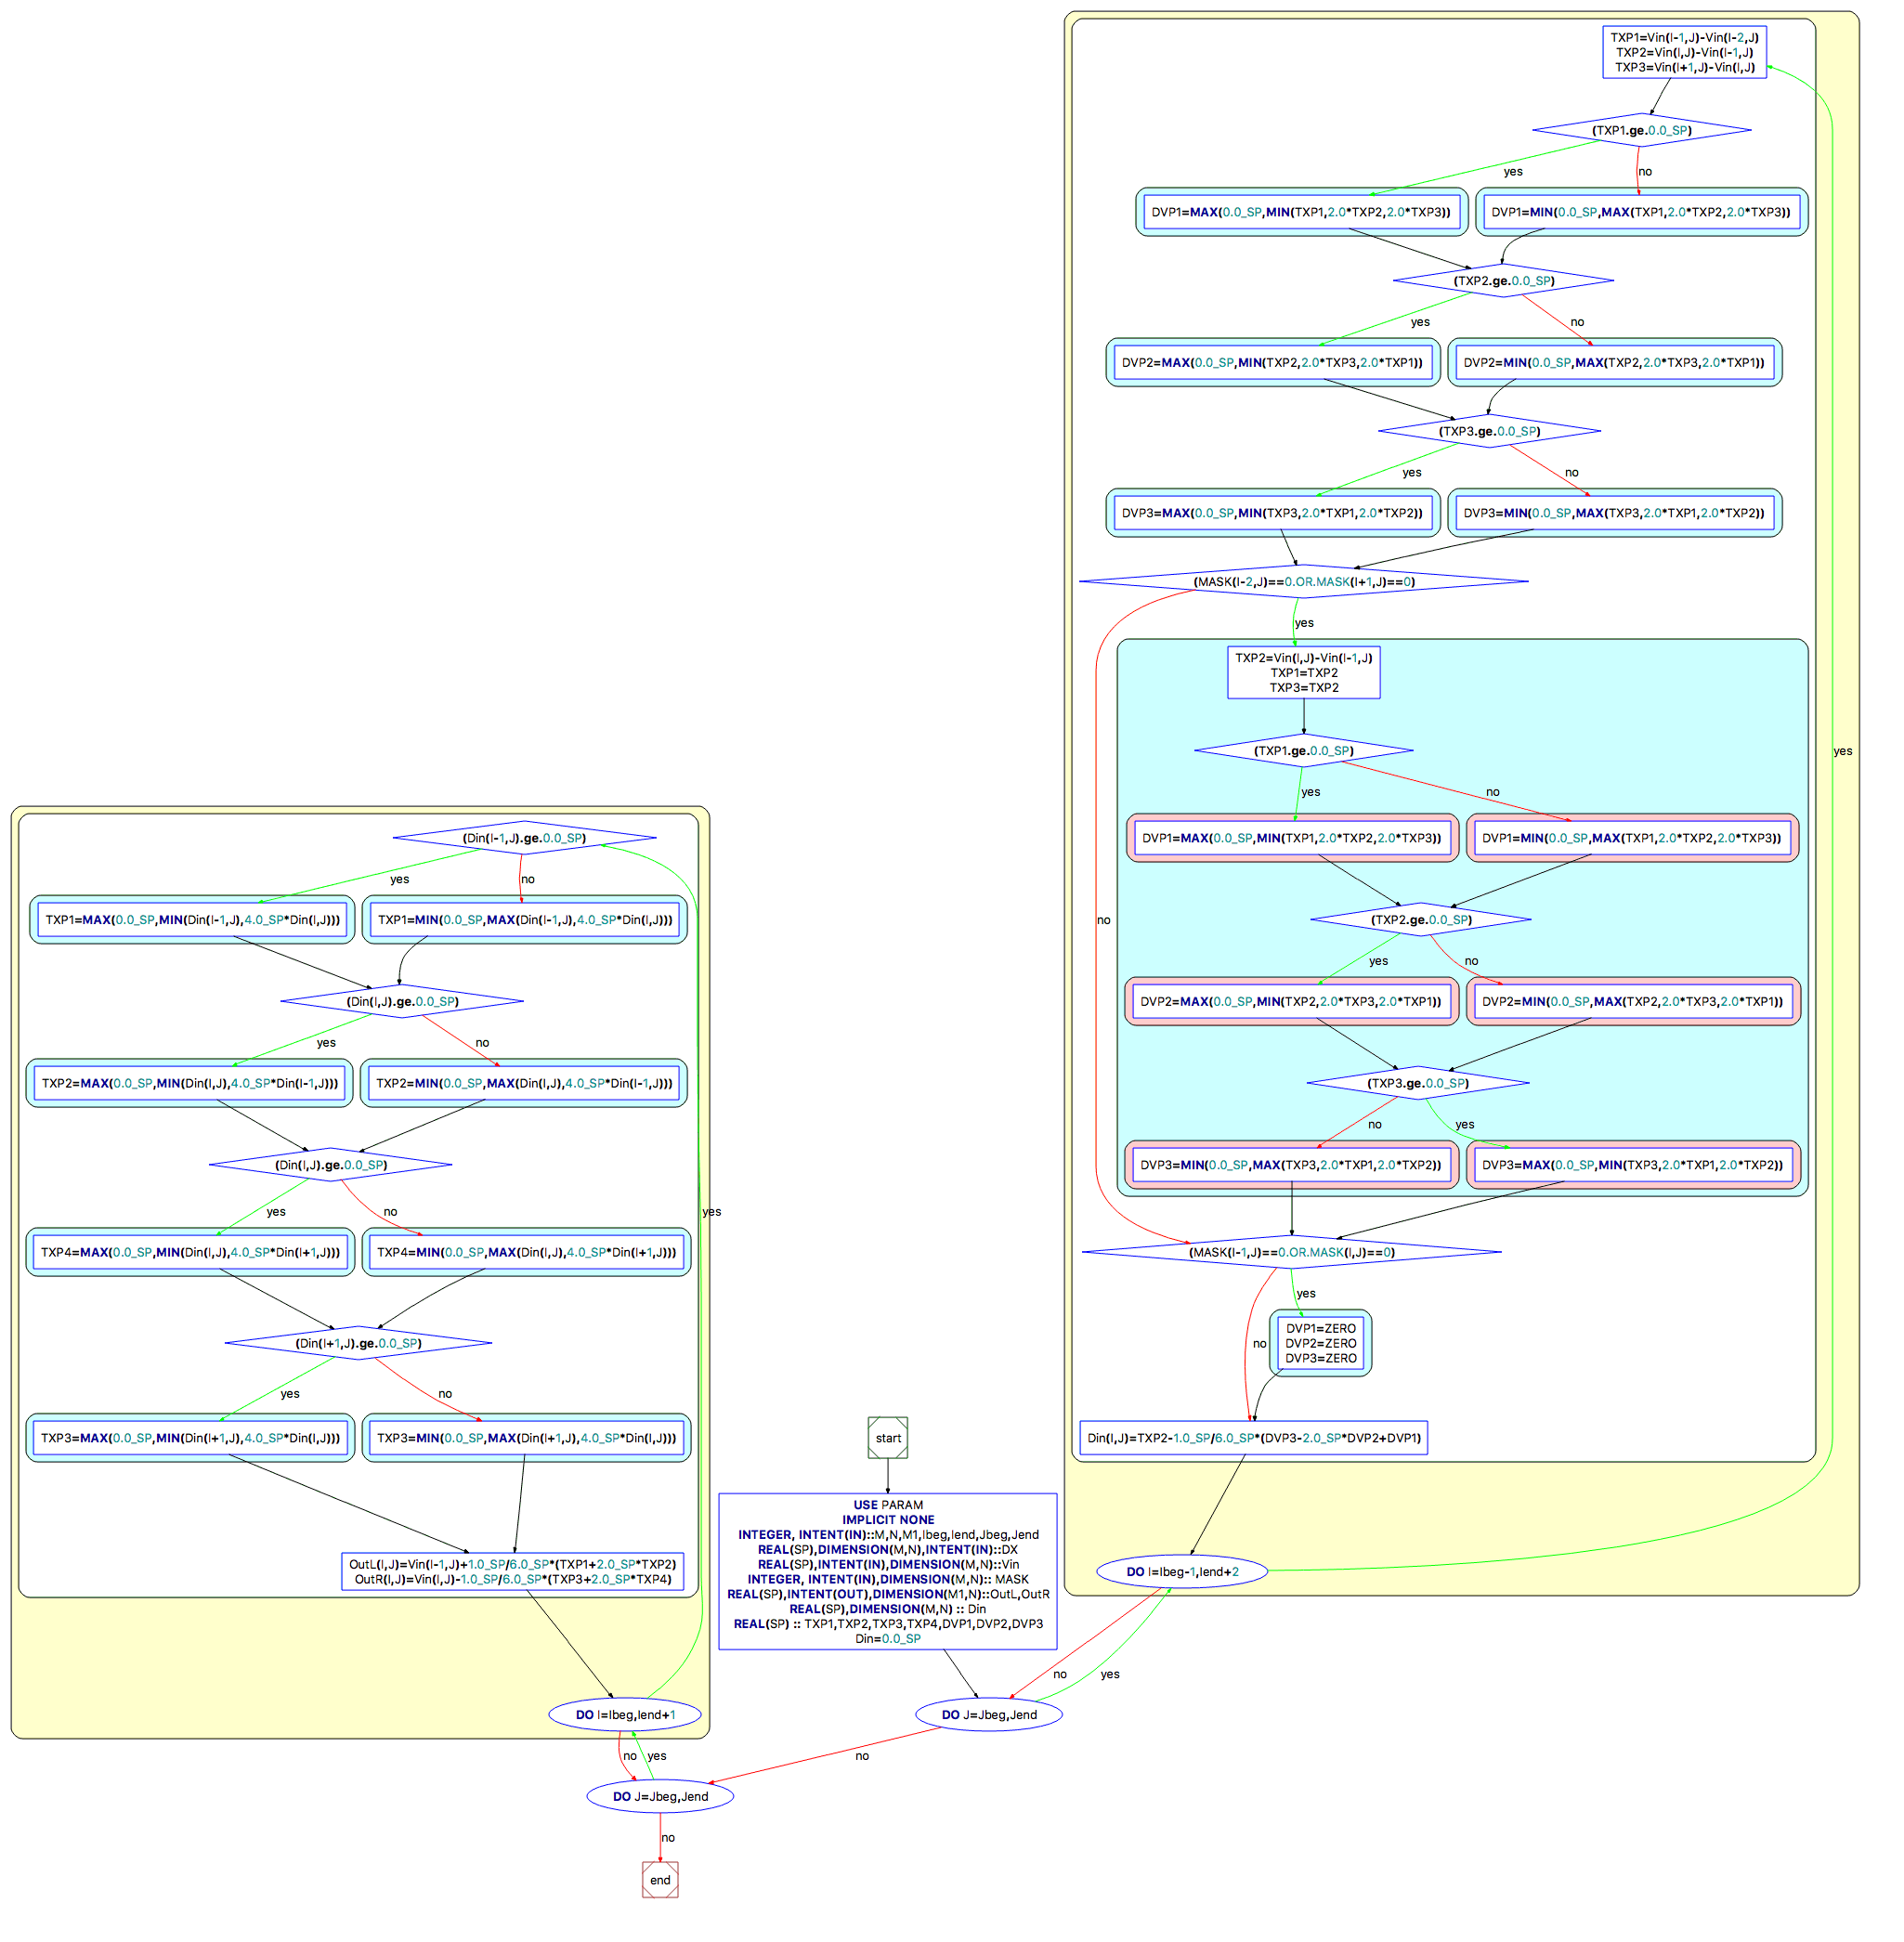 TXP1=Vin(I-1,J)-Vin(I-2,J)
TXP2=Vin(I,J)-Vin(I-1,J)
TXP3=Vin(I+1,J)-Vin(I,J)
(TXP1.ge.0.0_SP)
yes
no
DVP1=MAX(0.0_SP,MIN(TXP1,2.0*TXP2,2.0*TXP3))
DVP1=MIN(0.0_SP,MAX(TXP1,2.0*TXP2,2.0*TXP3))
(TXP2.ge.0.0_SP)
yes
no
DVP2=MAX(0.0_SP,MIN(TXP2,2.0*TXP3,2.0*TXP1))
DVP2=MIN(0.0_SP,MAX(TXP2,2.0*TXP3,2.0*TXP1))
(TXP3.ge.0.0_SP)
yes
no
DVP3=MAX(0.0_SP,MIN(TXP3,2.0*TXP1,2.0*TXP2))
DVP3=MIN(0.0_SP,MAX(TXP3,2.0*TXP1,2.0*TXP2))
(MASK(I-2,J)==0.OR.MASK(I+1,J)==0)
yes
no
TXP2=Vin(I,J)-Vin(I-1,J)
TXP1=TXP2
TXP3=TXP2
(TXP1.ge.0.0_SP)
yes
no
DVP1=MAX(0.0_SP,MIN(TXP1,2.0*TXP2,2.0*TXP3))
DVP1=MIN(0.0_SP,MAX(TXP1,2.0*TXP2,2.0*TXP3))
(TXP2.ge.0.0_SP)
yes
no
DVP2=MAX(0.0_SP,MIN(TXP2,2.0*TXP3,2.0*TXP1))
DVP2=MIN(0.0_SP,MAX(TXP2,2.0*TXP3,2.0*TXP1))
(TXP3.ge.0.0_SP)
no
yes
DVP3=MIN(0.0_SP,MAX(TXP3,2.0*TXP1,2.0*TXP2))
DVP3=MAX(0.0_SP,MIN(TXP3,2.0*TXP1,2.0*TXP2))
(MASK(I-1,J)==0.OR.MASK(I,J)==0)
yes
no
DVP1=ZERO
DVP2=ZERO
DVP3=ZERO
Din(I,J)=TXP2-1.0_SP/6.0_SP*(DVP3-2.0_SP*DVP2+DVP1)
DO I=Ibeg-1,Iend+2
yes
no
yes
(Din(I-1,J).ge.0.0_SP)
yes
no
TXP1=MAX(0.0_SP,MIN(Din(I-1,J),4.0_SP*Din(I,J)))
TXP1=MIN(0.0_SP,MAX(Din(I-1,J),4.0_SP*Din(I,J)))
(Din(I,J).ge.0.0_SP)
yes
no
TXP2=MAX(0.0_SP,MIN(Din(I,J),4.0_SP*Din(I-1,J)))
TXP2=MIN(0.0_SP,MAX(Din(I,J),4.0_SP*Din(I-1,J)))
(Din(I,J).ge.0.0_SP)
yes
no
yes
TXP4=MAX(0.0_SP,MIN(Din(I,J),4.0_SP*Din(I+1,J)))
TXP4=MIN(0.0_SP,MAX(Din(I,J),4.0_SP*Din(I+1,J)))
(Din(I+1,J).ge.0.0_SP)
yes
no
TXP3=MAX(0.0_SP,MIN(Din(I+1,J),4.0_SP*Din(I,J)))
TXP3=MIN(0.0_SP,MAX(Din(I+1,J),4.0_SP*Din(I,J)))
OutL(I,J)=Vin(I-1,J)+1.0_SP/6.0_SP*(TXP1+2.0_SP*TXP2)
OutR(I,J)=Vin(I,J)-1.0_SP/6.0_SP*(TXP3+2.0_SP*TXP4)
DO I=Ibeg,Iend+1
no
yes
start
USE PARAM
IMPLICIT NONE
INTEGER, INTENT(IN)::M,N,M1,Ibeg,Iend,Jbeg,Jend
REAL(SP),DIMENSION(M,N),INTENT(IN)::DX
REAL(SP),INTENT(IN),DIMENSION(M,N)::Vin
INTEGER, INTENT(IN),DIMENSION(M,N):: MASK
REAL(SP),INTENT(OUT),DIMENSION(M1,N)::OutL,OutR
REAL(SP),DIMENSION(M,N) :: Din
REAL(SP) :: TXP1,TXP2,TXP3,TXP4,DVP1,DVP2,DVP3
Din=0.0_SP
DO J=Jbeg,Jend
no
DO J=Jbeg,Jend
no
end